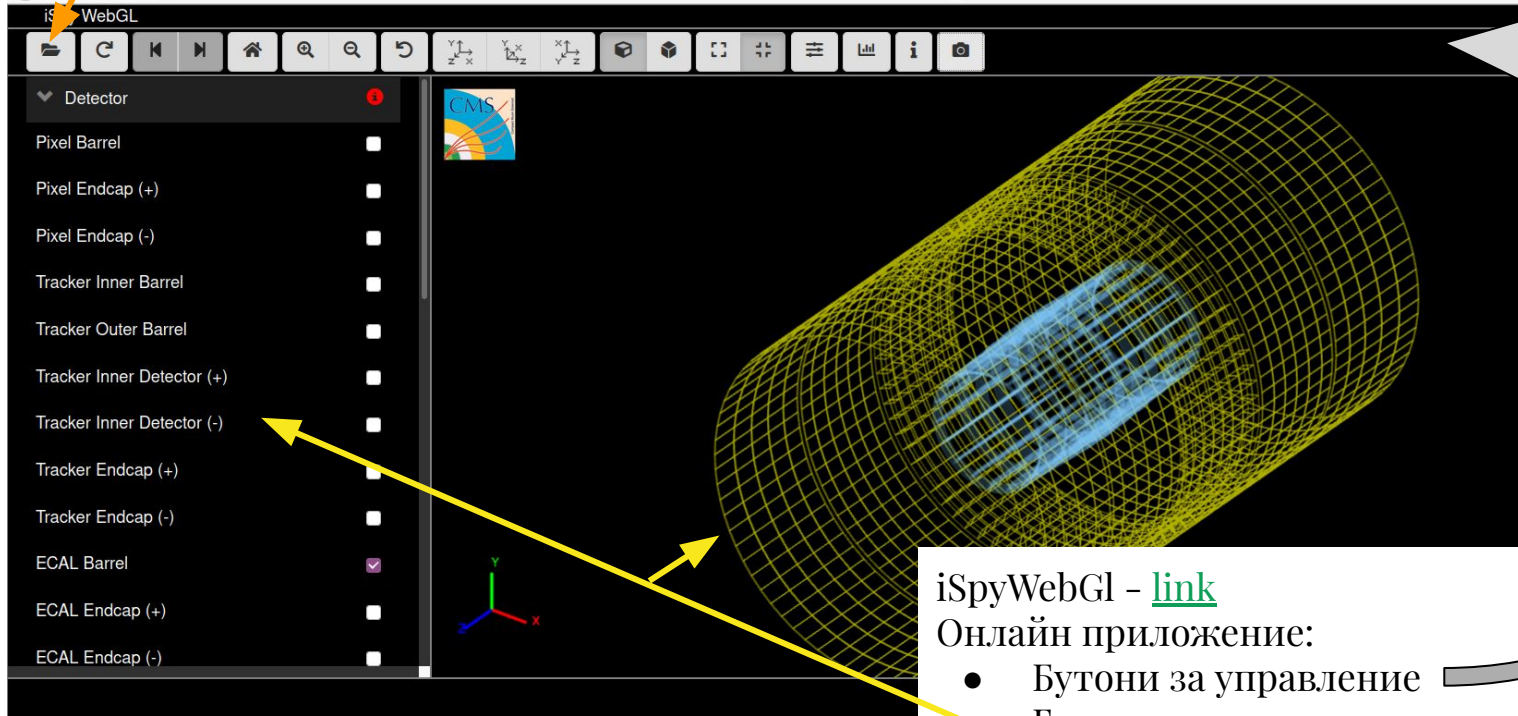 iSpy WebGL
Detector
Pixel Barrel
Pixel Endcap (+)
Pixel Endcap (-)
Tracker Inner Barrel
Tracker Outer Barrel
Tracker Inner Detector (+)
Tracker Inner Detector (-)
Tracker Endcap (+)
Tracker Endcap (-)
ECAL Barrel
ECAL Endcap (+)
ECAL Endcap (-)
CMS
Y
X
Z
iSpyWebGl - link
Онлайн приложение:
● Бутони за управление